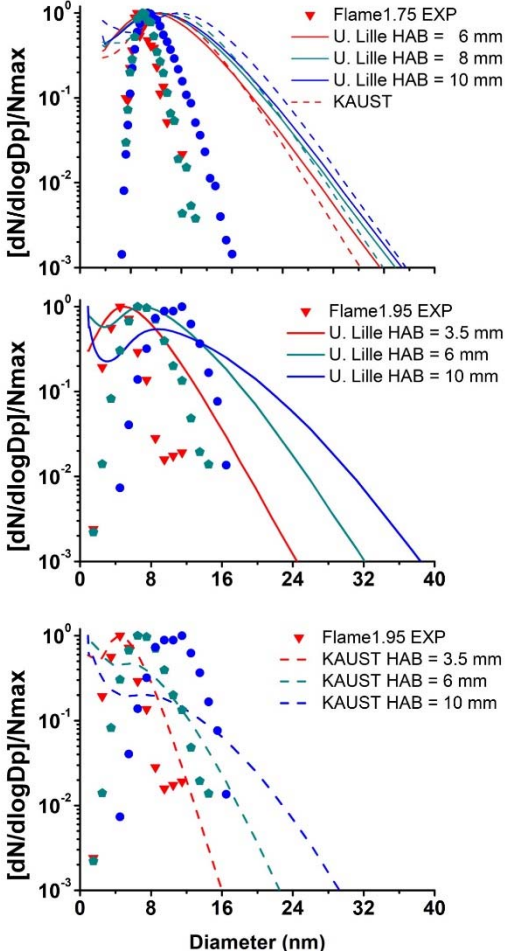 [dN/dlogDp]/Nmax
10⁰
10⁻¹
10⁻²
10⁻³
Flame1.75 EXP
U. Lille HAB = 6 mm
U. Lille HAB = 8 mm
U. Lille HAB = 10 mm
KAUST
[dN/dlogDp]/Nmax
10⁰
10⁻¹
10⁻²
10⁻³
Flame1.95 EXP
U. Lille HAB = 3.5 mm
U. Lille HAB = 6 mm
U. Lille HAB = 10 mm
0 8 16 24 32 40
[dN/dlogDp]/Nmax
10⁰
10⁻¹
10⁻²
10⁻³
Flame1.95 EXP
KAUST HAB = 3.5 mm
KAUST HAB = 6 mm
KAUST HAB = 10 mm
0 8 16 24 32 40
Diameter (nm)